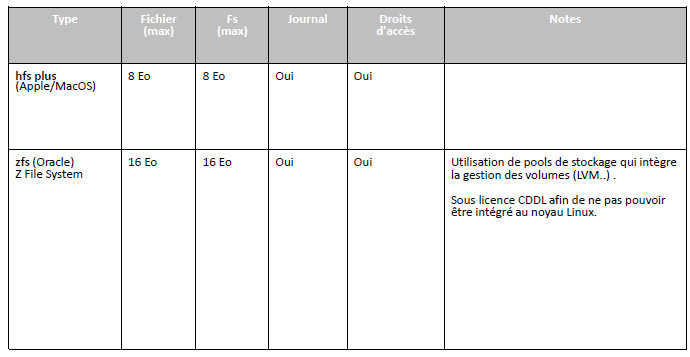 Type
Fichier
(max)
Fs
(max)
Journal
Droits
d'accès
Notes
hfs plus
(Apple/MacOS)
8 Eo
8 Eo
Oui
Oui
zfs (Oracle)
Z File System
16 Eo
16 Eo
Oui
Oui
Utilisation de pools de stockage qui intègre
la gestion des volumes (LVM..) .
Sous licence CDDL afin de ne pas pouvoir
être intégré au noyau Linux.